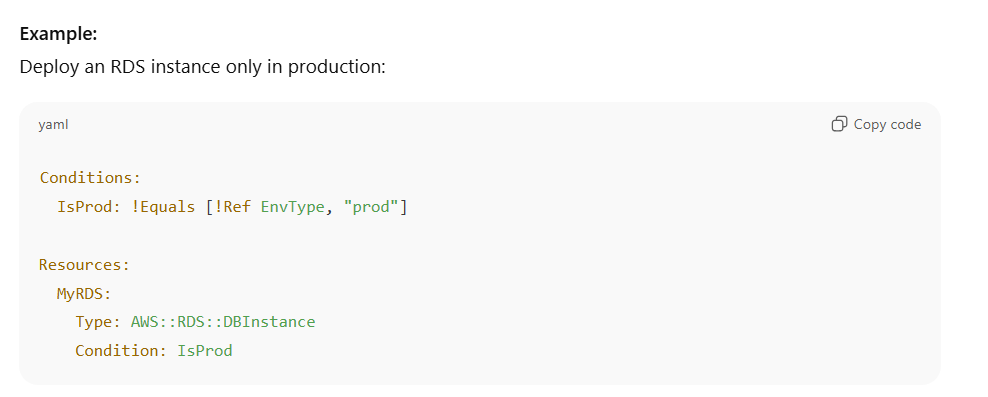 Example:
Deploy an RDS instance only in production:
yaml
Copy code
Conditions:
  IsProd: !Equals [!Ref EnvType, "prod"]
Resources:
  MyRDS:
    Type: AWS::RDS::DBInstance
    Condition: IsProd